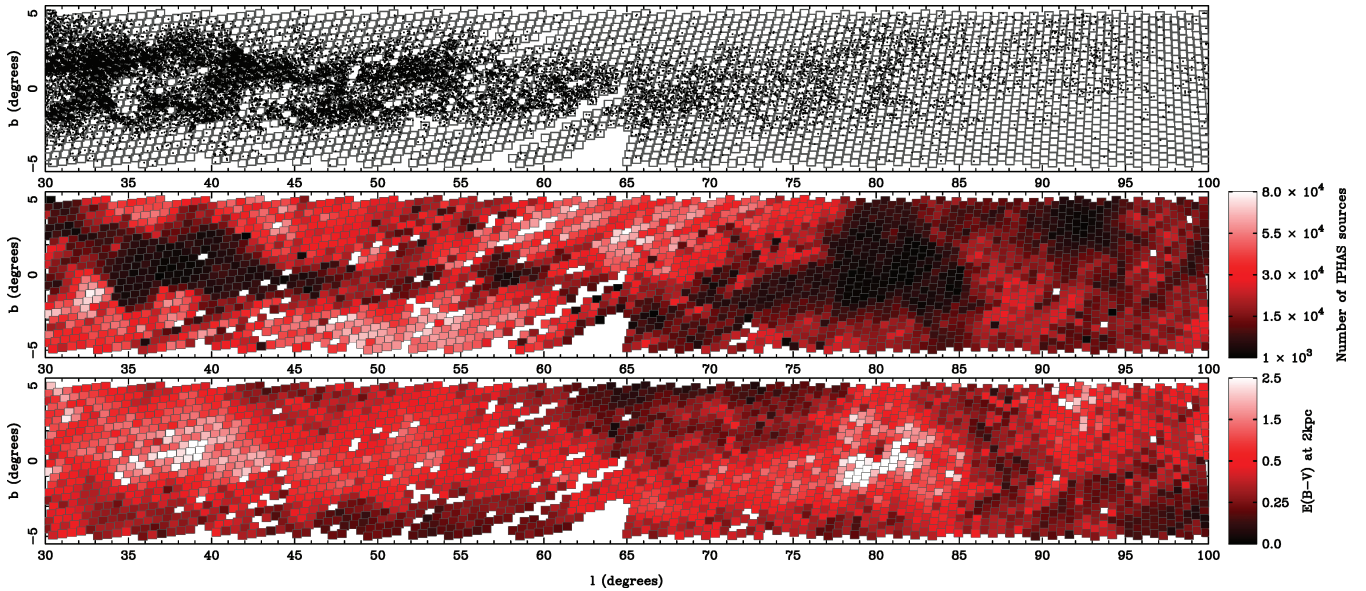 5
0
−5
b (degrees)
30 35 40 45 50 55 60 65 70 75 80 85 90 95 100
5
0
−5
b (degrees)
30 35 40 45 50 55 60 65 70 75 80 85 90 95 100
8.0 × 10⁴
5.5 × 10⁴
3.0 × 10⁴
1.5 × 10⁴
1 × 10³
Number of IPHAS sources
5
0
−5
b (degrees)
30 35 40 45 50 55 60 65 70 75 80 85 90 95 100
2.5
1.5
0.5
0.25
0.0
E(B−V) at 2kpc
l (degrees)